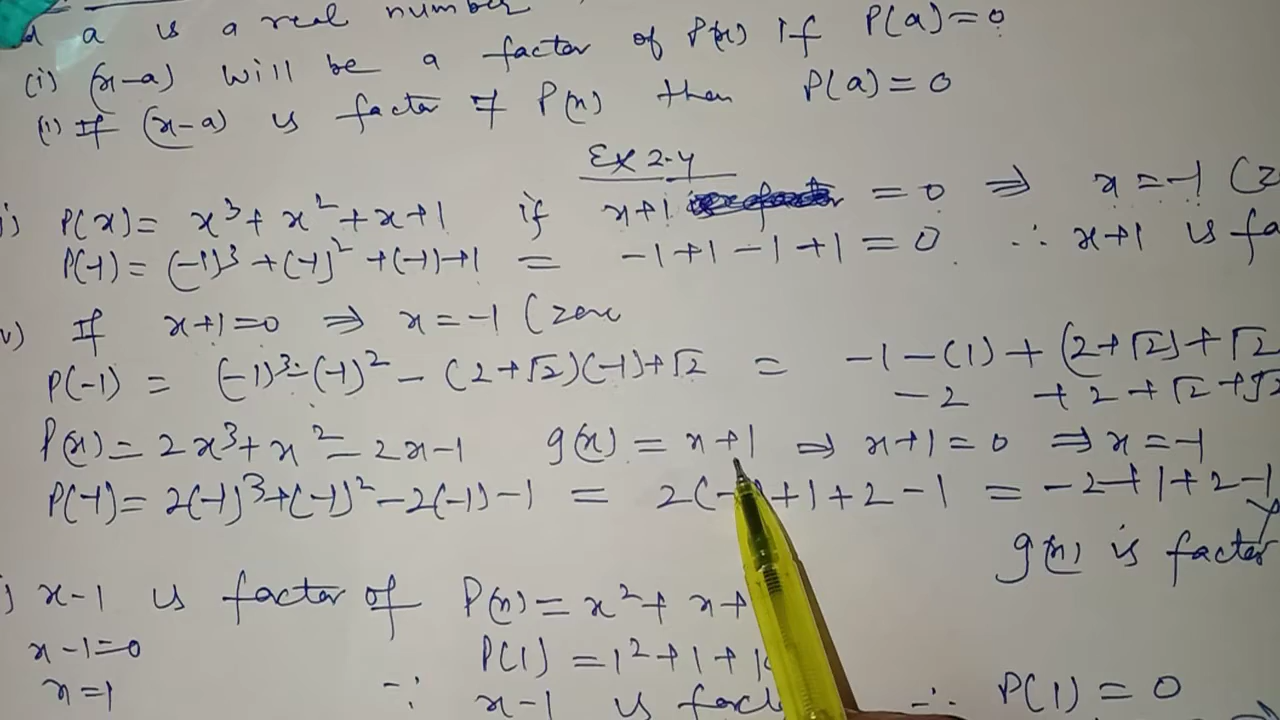 a is a real number
(i) (x-a) will be a factor of P(x) if P(a)=0
(1) If (x-a) is factor of P(x) then P(a)=0
Ex 2.4
P(x)= x³+x²+x+1 if x+1 =0 ⇒ x=-1 (z
P(-1)=(-1)³+(-1)²+(-1)+1 = -1+1-1+1=0 ∴ x+1 is fa
v) If x+1=0 ⇒ x=-1 (zero
P(-1) = (-1)³-(-1)²-(2+√2)(-1)+√2 = -1-(1)+(2+√2)+√2
-2 +2+√2+√2
P(x)=2x³+x²-2x-1 g(x)=x+1 ⇒ x+1=0 ⇒ x=-1
P(-1)=2(-1)³+(-1)²-2(-1)-1 = 2(- +1+2-1 = -2+1+2-1
g(x) is factor
x-1 is factor of P(x)=x²+x+
x-1=0 P(1)=1²+1+k
x=1 ∵ x-1 is fact ∴ P(1)=0